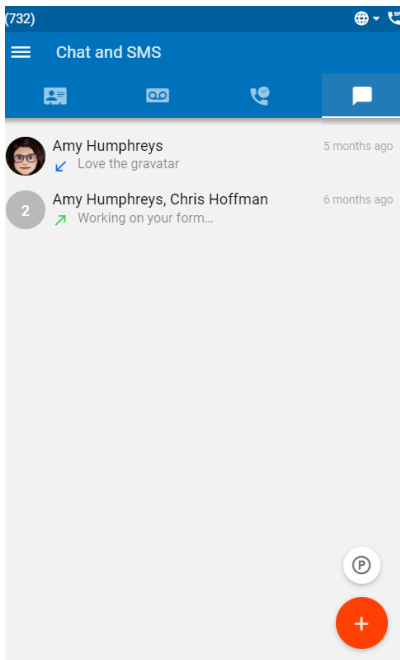 (732)
Chat and SMS
Amy Humphreys
5 months ago
Love the gravatar
2
Amy Humphreys, Chris Hoffman
6 months ago
Working on your form...
P
+